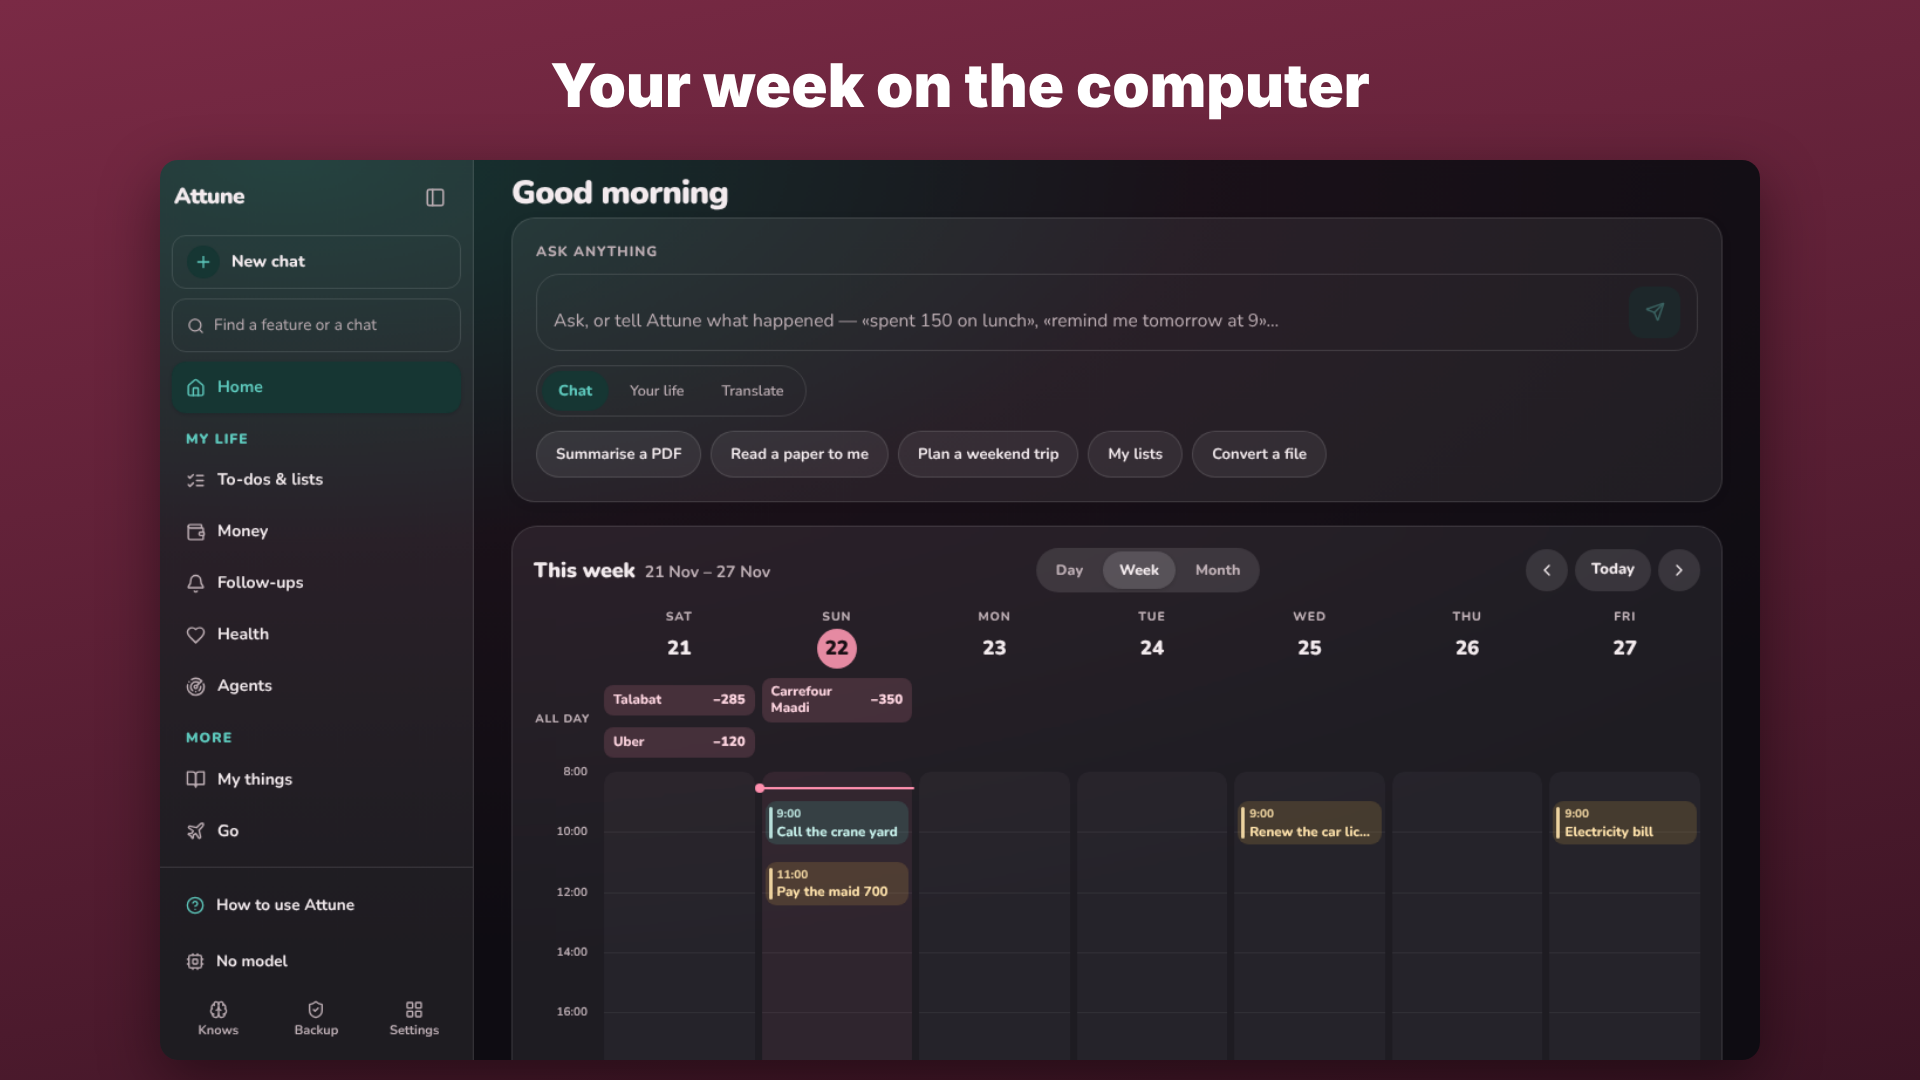 Your week on the computer
Attune
New chat
Find a feature or a chat
Home
MY LIFE
To-dos & lists
Money
Follow-ups
Health
Agents
MORE
My things
Go
How to use Attune
No model
Knows Backup Settings
Good morning
ASK ANYTHING
Ask, or tell Attune what happened — «spent 150 on lunch», «remind me tomorrow at 9»...
Chat Your life Translate
Summarise a PDF Read a paper to me Plan a weekend trip My lists Convert a file
This week 21 Nov – 27 Nov Day Week Month Today
SAT SUN MON TUE WED THU FRI
21 22 23 24 25 26 27
ALL DAY
Talabat −285
Uber −120
Carrefour
Maadi −350
8:00
10:00
12:00
14:00
16:00
9:00
Call the crane yard
11:00
Pay the maid 700
9:00
Renew the car lic...
9:00
Electricity bill